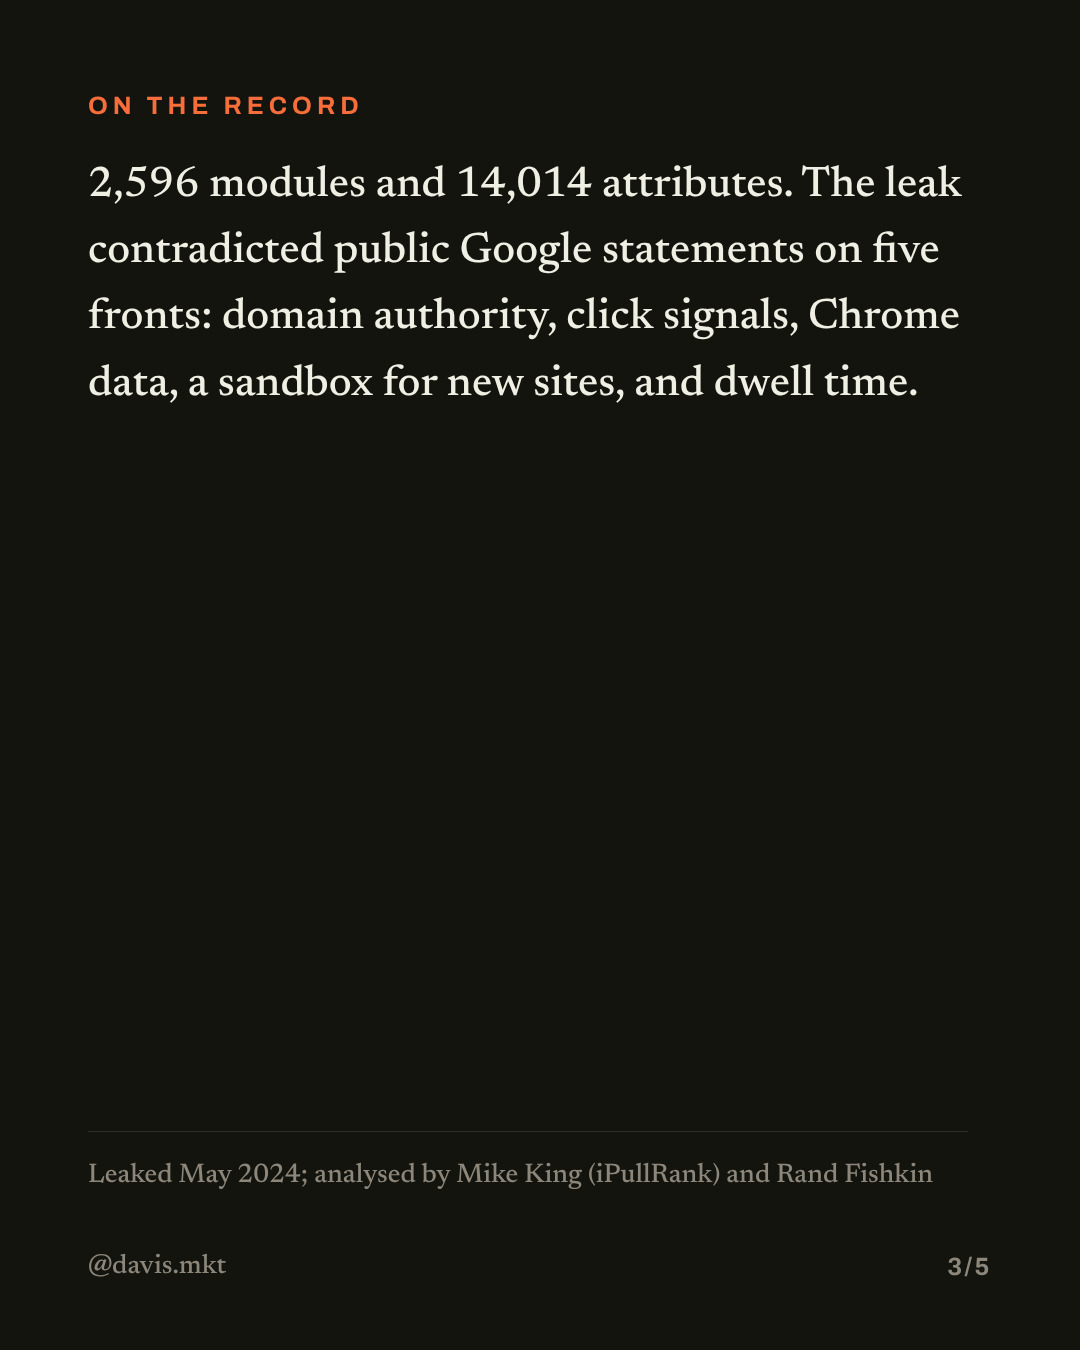 ON THE RECORD
2,596 modules and 14,014 attributes. The leak
contradicted public Google statements on five
fronts: domain authority, click signals, Chrome
data, a sandbox for new sites, and dwell time.
Leaked May 2024; analysed by Mike King (iPullRank) and Rand Fishkin
@davis.mkt
3/5